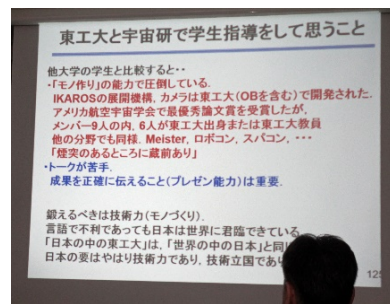 東工大と宇宙研で学生指導をして思うこと
他大学の学生と比較すると・・
・「モノ作り」の能力で圧倒している.
IKAROSの展開機構, カメラは東工大(OBを含む)で開発された.
アメリカ航空宇宙学会で最優秀論文賞を受賞したが,
メンバー9人の内, 6人が東工大出身または東工大教員
他の分野でも同様. Meister, ロボコン, スパコン, ・・・
「煙突のあるところに蔵前あり」
・トークが苦手.
成果を正確に伝えること(プレゼン能力)は重要.
鍛えるべきは技術力(モノづくり).
言語で不利であっても日本は世界に君臨できている
「日本の中の東工大」は,「世界の中の日本」と同じ
日本の要はやはり技術力であり, 技術立国であ
125